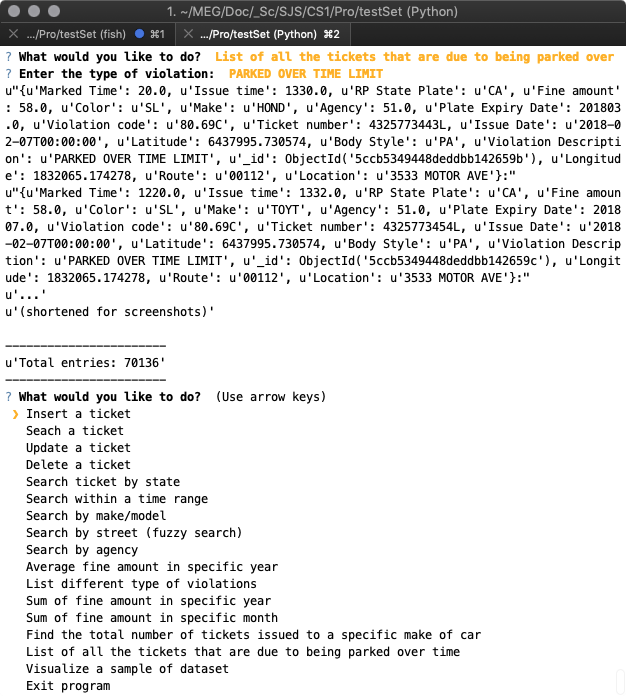 1. ~/MEG/Doc/_Sc/SJS/CS1/Pro/testSet (Python)
.../Pro/testSet (fish) ⌘1 .../Pro/testSet (Python) ⌘2
? What would you like to do?  List of all the tickets that are due to being parked over
? Enter the type of violation:  PARKED OVER TIME LIMIT
u"{u'Marked Time': 20.0, u'Issue time': 1330.0, u'RP State Plate': u'CA', u'Fine amount'
: 58.0, u'Color': u'SL', u'Make': u'HOND', u'Agency': 51.0, u'Plate Expiry Date': 201803
.0, u'Violation code': u'80.69C', u'Ticket number': 4325773443L, u'Issue Date': u'2018-0
2-07T00:00:00', u'Latitude': 6437995.730574, u'Body Style': u'PA', u'Violation Descripti
on': u'PARKED OVER TIME LIMIT', u'_id': ObjectId('5ccb5349448deddbb142659b'), u'Longitud
e': 1832065.174278, u'Route': u'00112', u'Location': u'3533 MOTOR AVE'}:"
u"{u'Marked Time': 1220.0, u'Issue time': 1332.0, u'RP State Plate': u'CA', u'Fine amoun
t': 58.0, u'Color': u'SL', u'Make': u'TOYT', u'Agency': 51.0, u'Plate Expiry Date': 2018
07.0, u'Violation code': u'80.69C', u'Ticket number': 4325773454L, u'Issue Date': u'2018
-02-07T00:00:00', u'Latitude': 6437995.730574, u'Body Style': u'PA', u'Violation Descrip
tion': u'PARKED OVER TIME LIMIT', u'_id': ObjectId('5ccb5349448deddbb142659c'), u'Longit
ude': 1832065.174278, u'Route': u'00112', u'Location': u'3533 MOTOR AVE'}:"
u'...'
u'(shortened for screenshots)'
-----------------------
u'Total entries: 70136'
-----------------------
? What would you like to do?  (Use arrow keys)
❯ Insert a ticket
Seach a ticket
Update a ticket
Delete a ticket
Search ticket by state
Search within a time range
Search by make/model
Search by street (fuzzy search)
Search by agency
Average fine amount in specific year
List different type of violations
Sum of fine amount in specific year
Sum of fine amount in specific month
Find the total number of tickets issued to a specific make of car
List of all the tickets that are due to being parked over time
Visualize a sample of dataset
Exit program